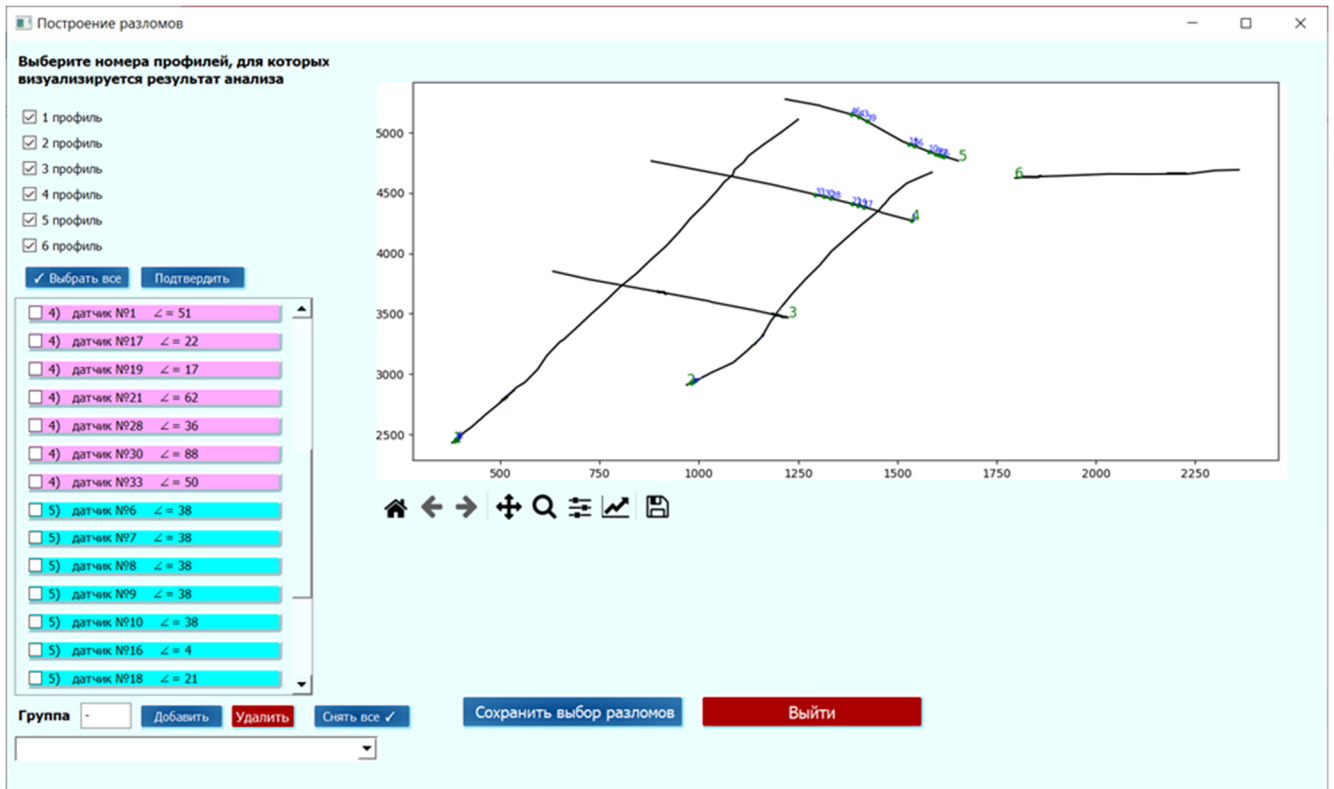 Построение разломов
Выберите номера профилей, для которых
визуализируется результат анализа
1 профиль
2 профиль
3 профиль
4 профиль
5 профиль
6 профиль
✓ Выбрать все
Подтвердить
4) датчик №1 ∠ = 51
4) датчик №17 ∠ = 22
4) датчик №19 ∠ = 17
4) датчик №21 ∠ = 62
4) датчик №28 ∠ = 36
4) датчик №30 ∠ = 88
4) датчик №33 ∠ = 50
5) датчик №6 ∠ = 38
5) датчик №7 ∠ = 38
5) датчик №8 ∠ = 38
5) датчик №9 ∠ = 38
5) датчик №10 ∠ = 38
5) датчик №16 ∠ = 4
5) датчик №18 ∠ = 21
Группа
-
Добавить
Удалить
Снять все ✓
5000
4500
4000
3500
3000
2500
500
750
1000
1250
1500
1750
2000
2250
5
6
4
3
2
Сохранить выбор разломов
Выйти